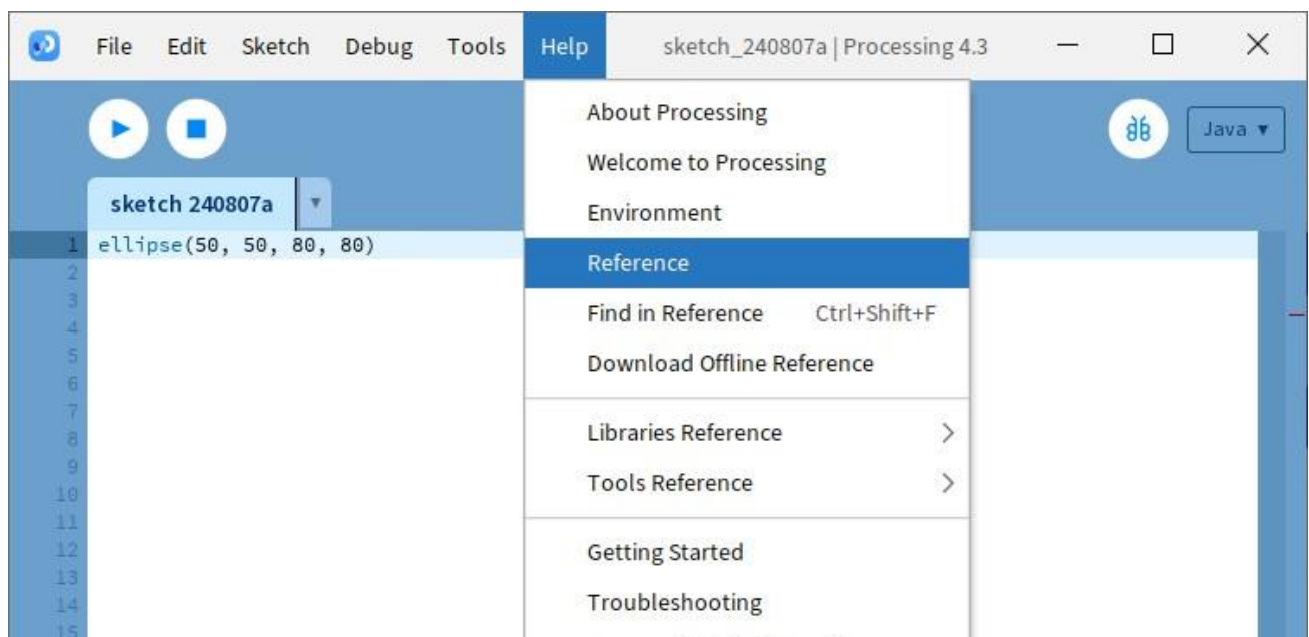 File Edit Sketch Debug Tools Help sketch_240807a | Processing 4.3
Java
sketch 240807a
1 ellipse(50, 50, 80, 80)
2
3
4
5
6
7
8
9
10
11
12
13
14
15
About Processing
Welcome to Processing
Environment
Reference
Find in Reference Ctrl+Shift+F
Download Offline Reference
Libraries Reference
Tools Reference
Getting Started
Troubleshooting